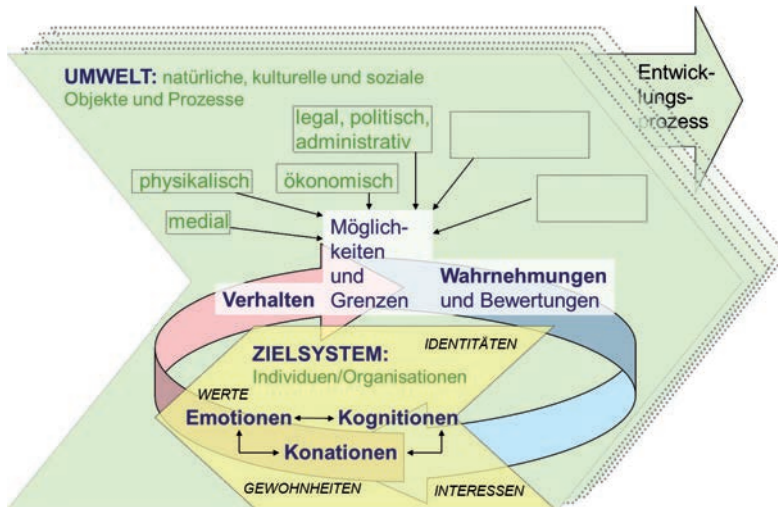 UMWELT: natürliche, kulturelle und soziale
Objekte und Prozesse
Entwick-
lungs-
prozess
legal, politisch,
administrativ
physikalisch
ökonomisch
medial
Möglich-
keiten
und
Grenzen
Verhalten
Wahrnehmungen
und Bewertungen
ZIELSYSTEM:
Individuen/Organisationen
IDENTITÄTEN
WERTE
Emotionen
Kognitionen
Konationen
GEWOHNHEITEN
INTERESSEN